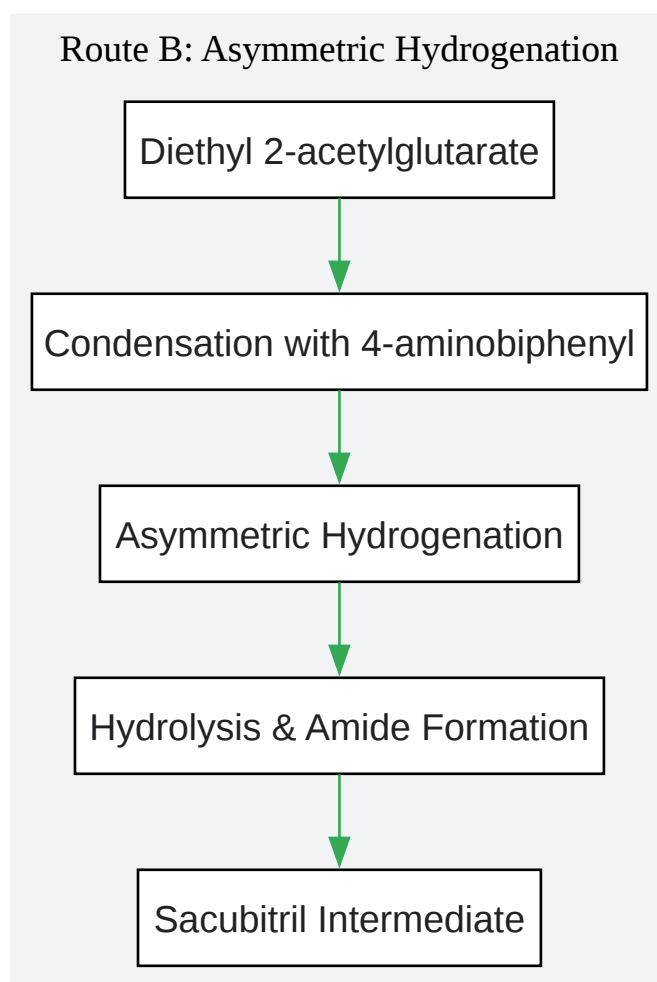 Route B: Asymmetric Hydrogenation
Diethyl 2-acetylglutarate
Condensation with 4-aminobiphenyl
Asymmetric Hydrogenation
Hydrolysis & Amide Formation
Sacubitril Intermediate